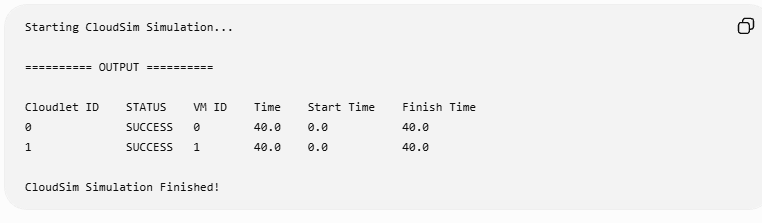 Starting CloudSim Simulation...
========== OUTPUT ==========
Cloudlet ID    STATUS    VM ID    Time    Start Time    Finish Time
0    SUCCESS    0    40.0    0.0    40.0
1    SUCCESS    1    40.0    0.0    40.0
CloudSim Simulation Finished!